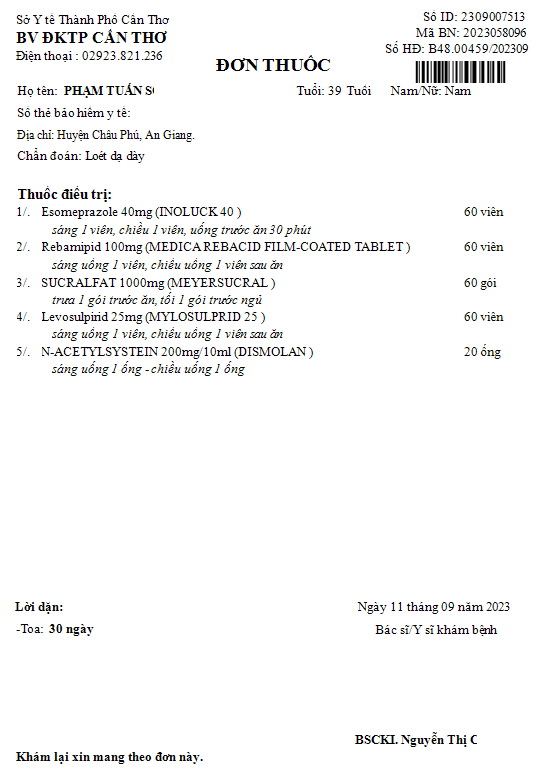 Sở Y tế Thành Phố Cần Thơ
Số ID: 2309007513
BV ĐKTP CẦN THƠ
Mã BN: 2023058096
Điện thoại : 02923.821.236
Số HĐ: B48.00459/202309
ĐƠN THUỐC
Họ tên: PHẠM TUẤN Tuổi: 39 Tuổi Nam/Nữ: Nam
Số thẻ bảo hiểm y tế:
Địa chỉ: Huyện Châu Phú, An Giang.
Chẩn đoán: Loét dạ dày
Thuốc điều trị:
1/. Esomeprazole 40mg (INOLUCK 40 ) 60 viên
sáng 1 viên, chiều 1 viên, uống trước ăn 30 phút
2/. Rebamipid 100mg (MEDICA REBACID FILM-COATED TABLET ) 60 viên
sáng uống 1 viên, chiều uống 1 viên sau ăn
3/. SUCRALFAT 1000mg (MEYERSUCRAL ) 60 gói
trưa 1 gói trước ăn, tối 1 gói trước ngủ
4/. Levosulpirid 25mg (MYLOSULPRID 25 ) 60 viên
sáng uống 1 viên, chiều uống 1 viên sau ăn
5/. N-ACETYLSYSTEIN 200mg/10ml (DISMOLAN ) 20 ống
sáng uống 1 ống - chiều uống 1 ống
Lời dặn:
Ngày 11 tháng 09 năm 2023
-Toa: 30 ngày
Bác sĩ/Y sĩ khám bệnh
BSCKI. Nguyễn Thị
Khám lại xin mang theo đơn này.